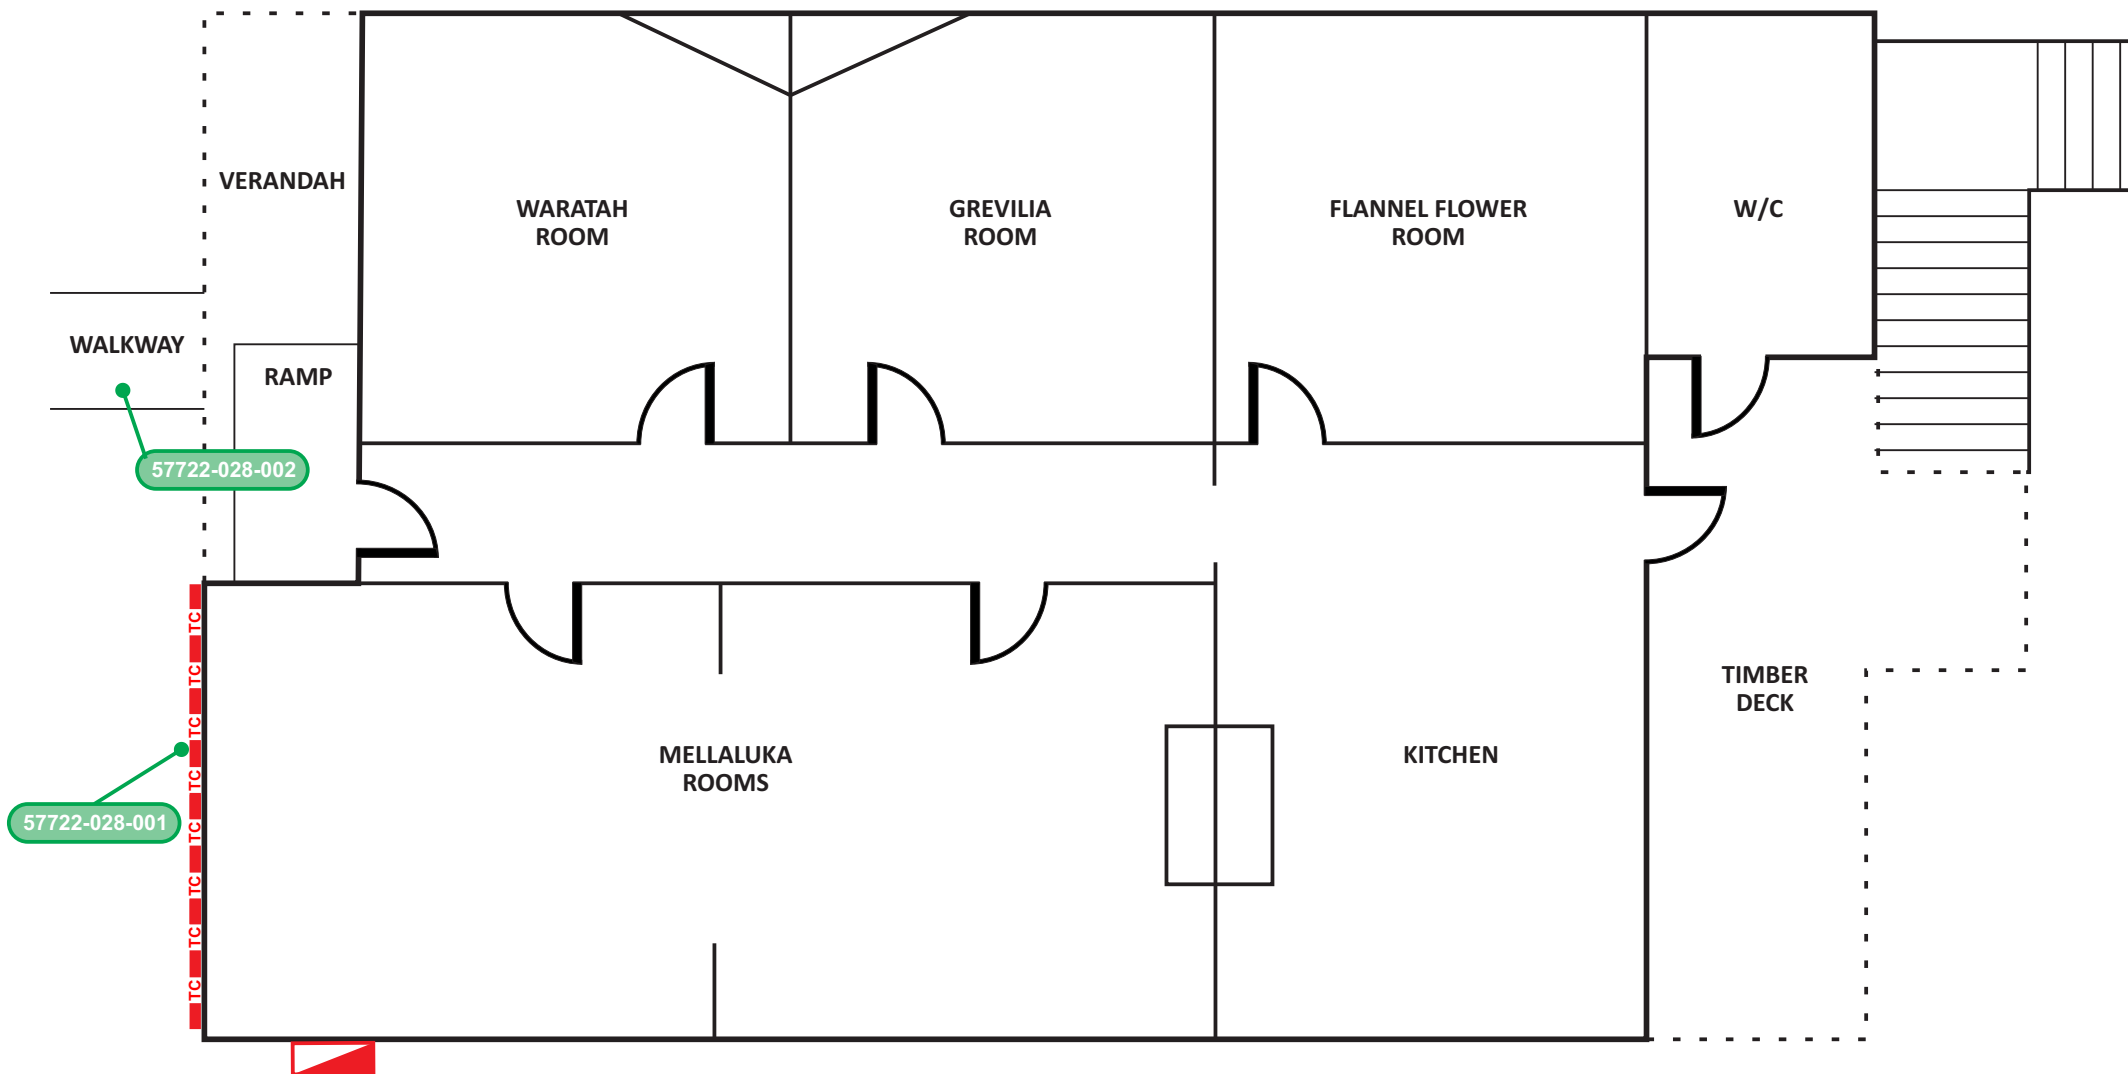 VERANDAH
WARATAH
ROOM
GREVILIA
ROOM
FLANNEL FLOWER
ROOM
W/C
WALKWAY
RAMP
57722-028-002
TC
TC
TC
TC
TC
TC
TC
TC
57722-028-001
MELLALUKA
ROOMS
KITCHEN
TIMBER
DECK